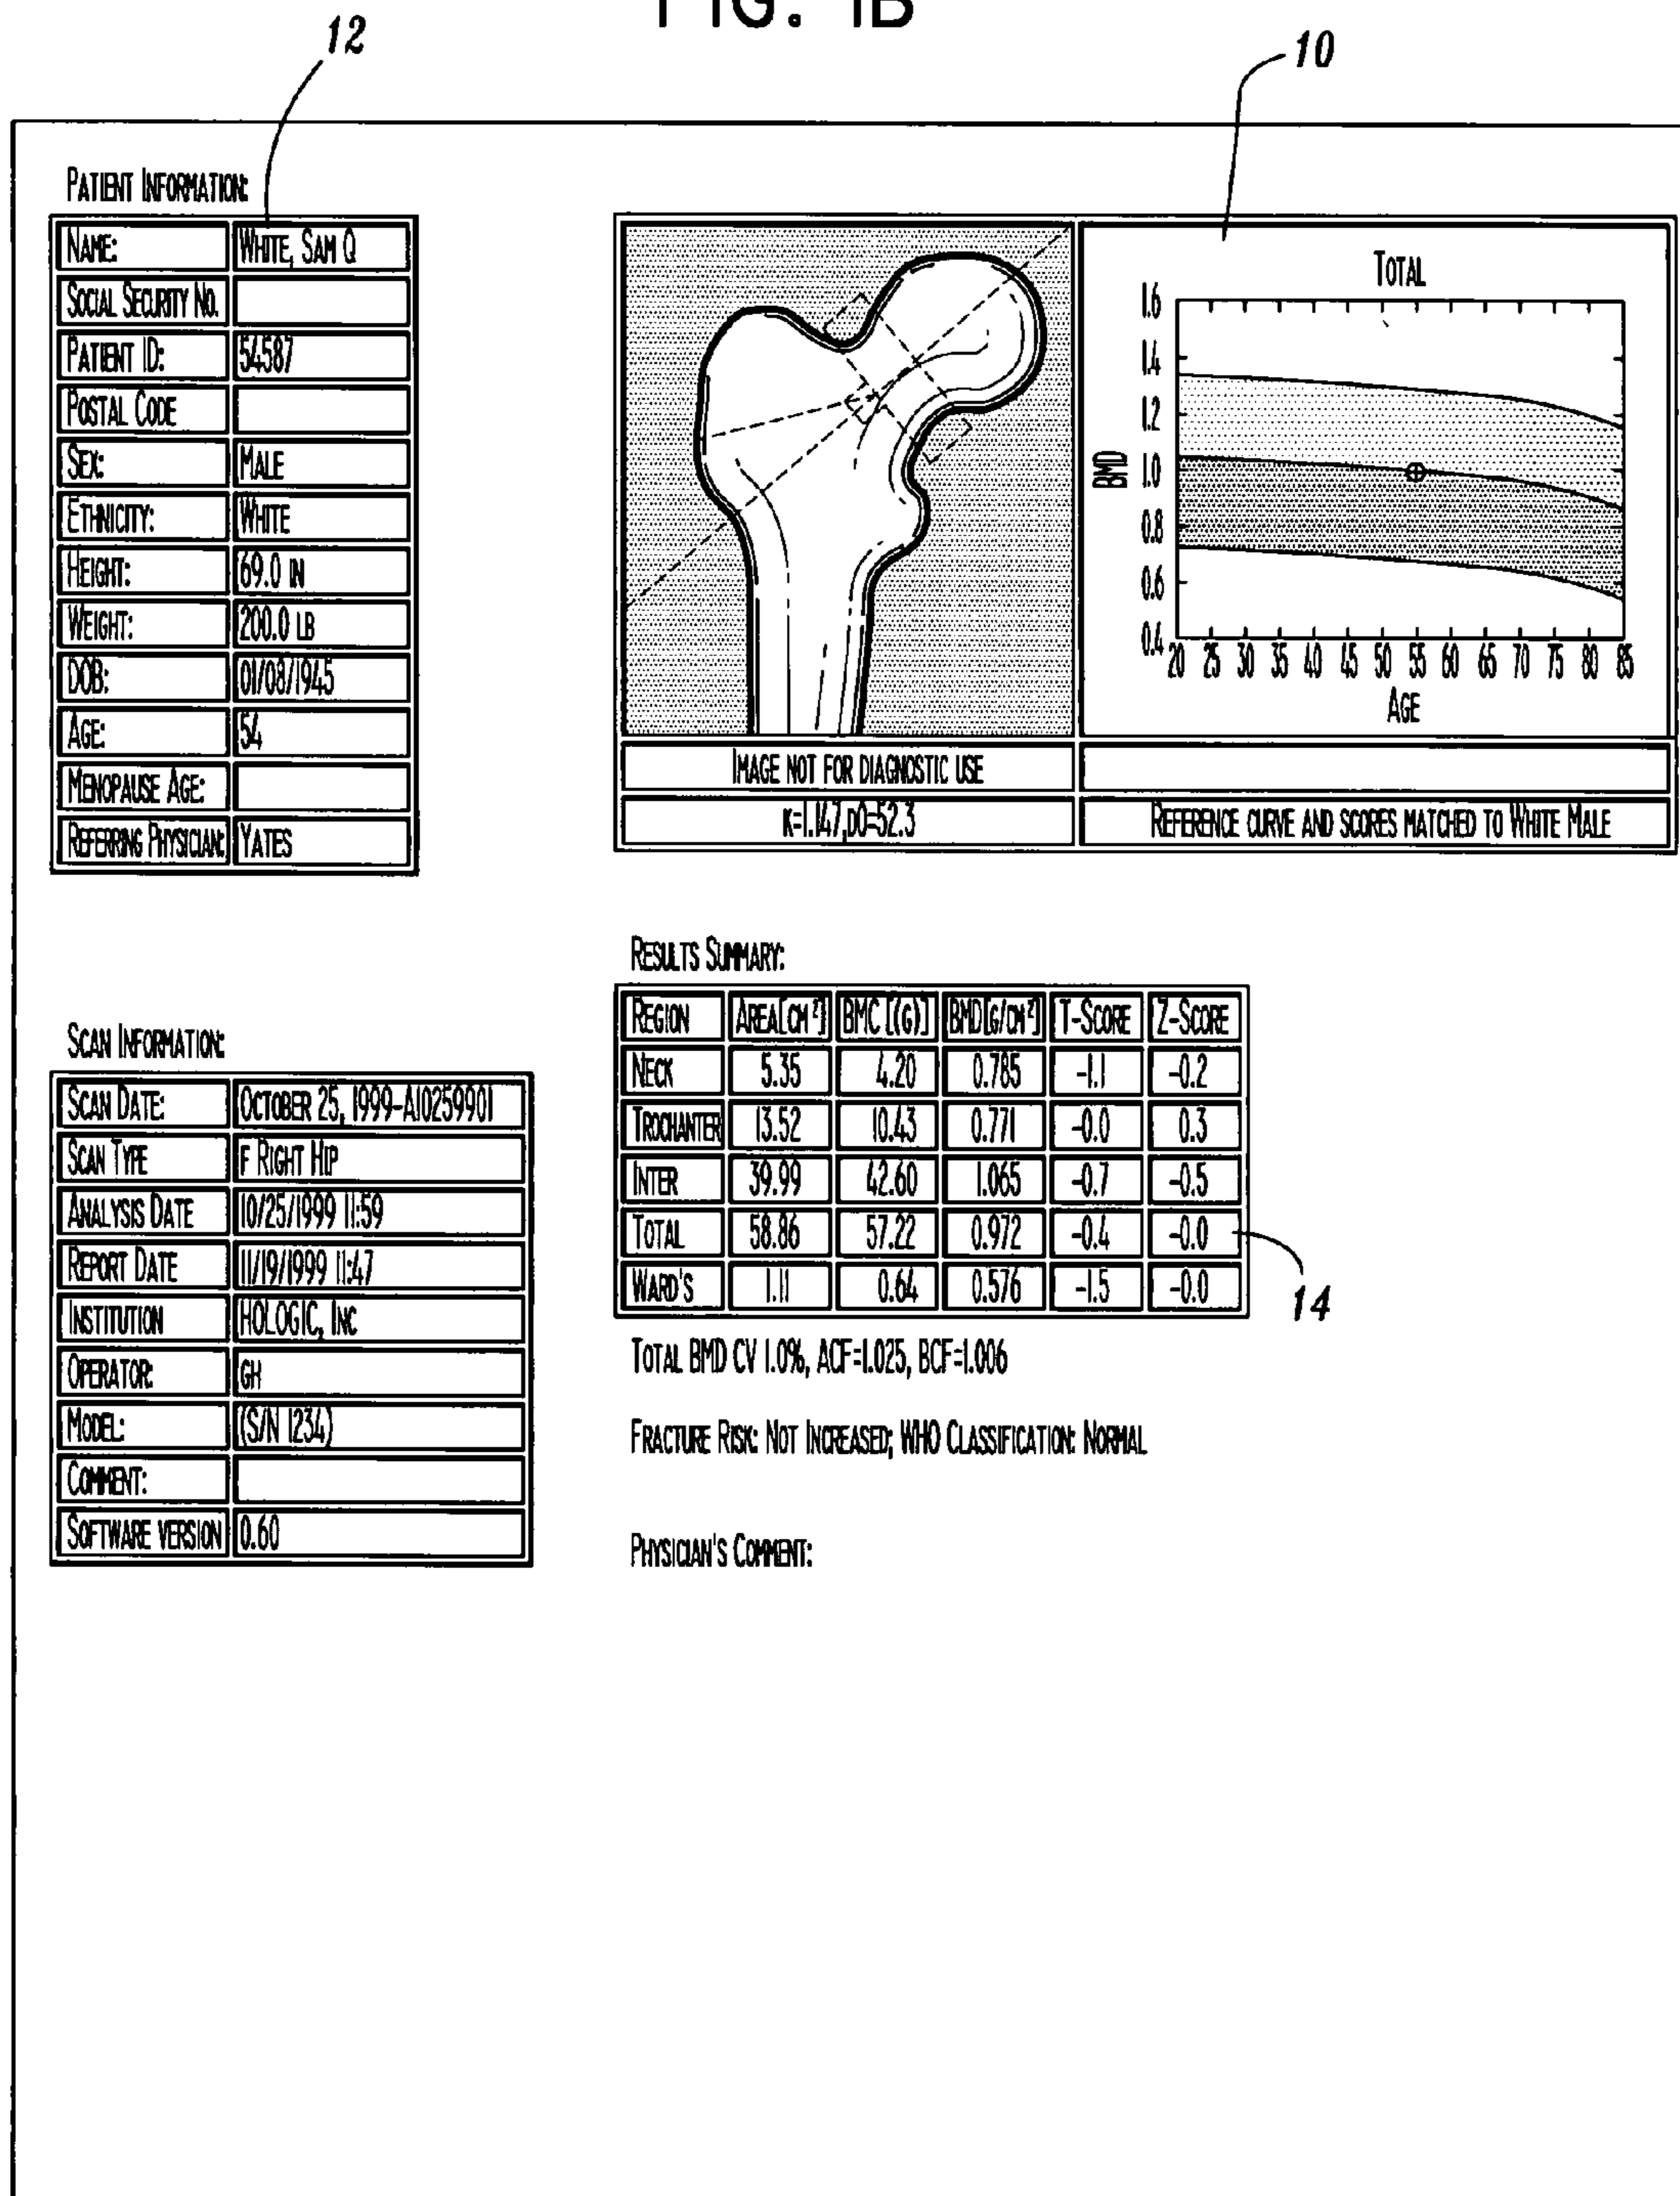 FIG. 1B
12
10
PATIENT INFORMATION:
NAME: WHITE, SAM Q
SOCIAL SECURITY NO.
PATIENT ID: 54587
POSTAL CODE
SEX: MALE
ETHNICITY: WHITE
HEIGHT: 69.0 IN
WEIGHT: 200.0 LB
DOB: 01/08/1945
AGE: 54
MENOPAUSE AGE:
REFERRING PHYSICIAN: YATES
TOTAL
1.6
1.4
1.2
1.0
0.8
0.6
0.4
BMD
20 25 30 35 40 45 50 55 60 65 70 75 80 85
AGE
IMAGE NOT FOR DIAGNOSTIC USE
K=1.147,D0=52.3
REFERENCE CURVE AND SCORES MATCHED TO WHITE MALE
SCAN INFORMATION:
SCAN DATE: OCTOBER 25, 1999-A10259901
SCAN TYPE F RIGHT HIP
ANALYSIS DATE 10/25/1999 11:59
REPORT DATE 11/19/1999 11:47
INSTITUTION HOLOGIC, INC
OPERATOR: GH
MODEL: (S/N 1234)
COMMENT:
SOFTWARE VERSION 0.60
RESULTS SUMMARY:
REGION AREA[CM²] BMC [(G)] BMD[G/CM²] T-SCORE Z-SCORE
NECK 5.35 4.20 0.785 -1.1 -0.2
TROCHANTER 13.52 10.43 0.771 -0.0 0.3
INTER 39.99 42.60 1.065 -0.7 -0.5
TOTAL 58.86 57.22 0.972 -0.4 -0.0
WARD'S 1.11 0.64 0.576 -1.5 -0.0
14
TOTAL BMD CV 1.0%, ACF=1.025, BCF=1.006
FRACTURE RISK: NOT INCREASED; WHO CLASSIFICATION: NORMAL
PHYSICIAN'S COMMENT: